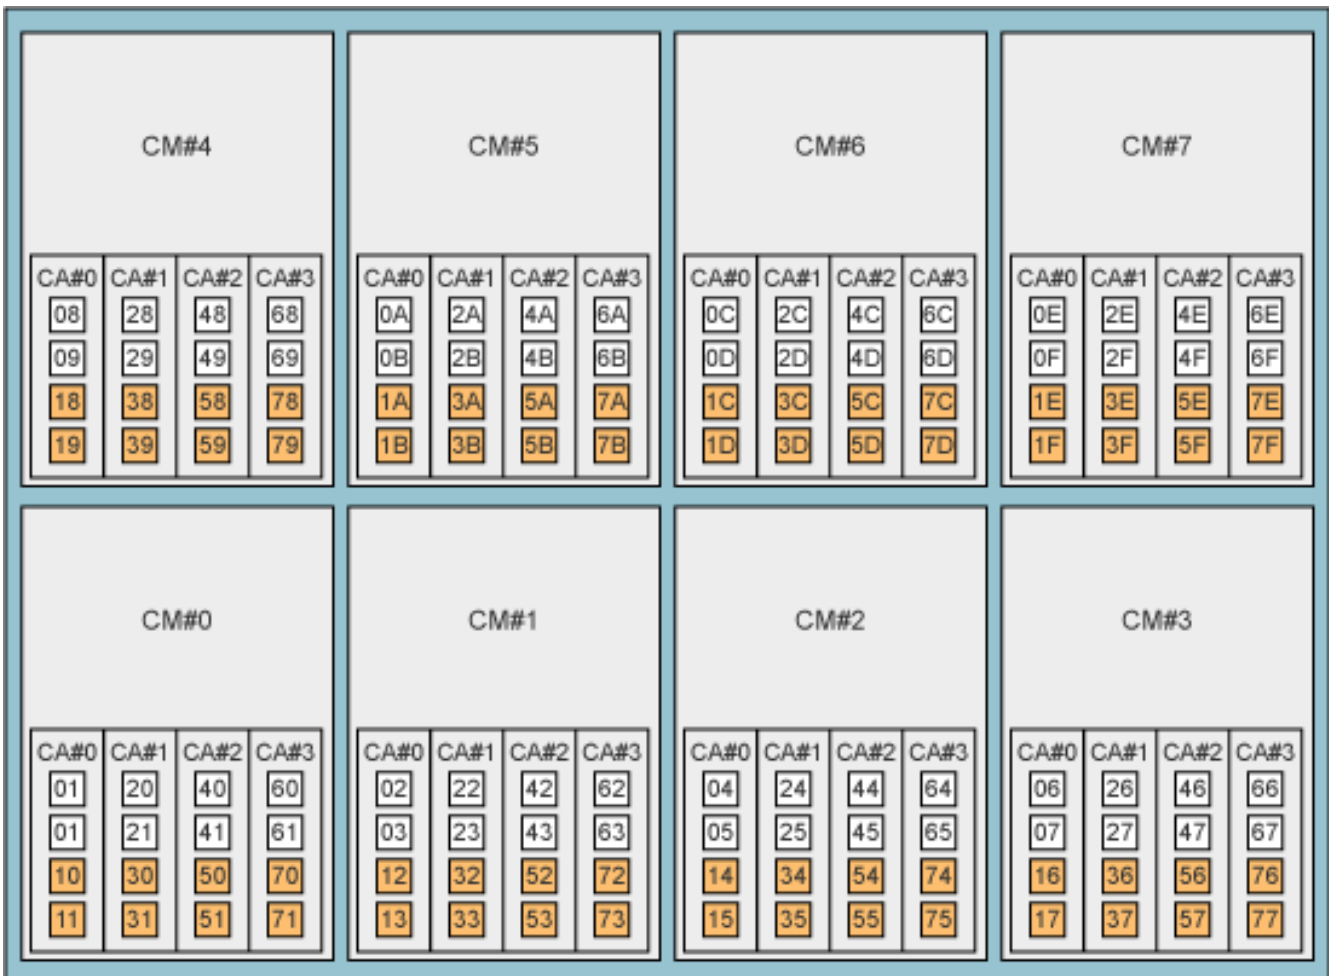 CM#4 CM#5 CM#6 CM#7
CA#0 CA#1 CA#2 CA#3 CA#0 CA#1 CA#2 CA#3 CA#0 CA#1 CA#2 CA#3 CA#0 CA#1 CA#2 CA#3
08 28 48 68 0A 2A 4A 6A 0C 2C 4C 6C 0E 2E 4E 6E
09 29 49 69 0B 2B 4B 6B 0D 2D 4D 6D 0F 2F 4F 6F
18 38 58 78 1A 3A 5A 7A 1C 3C 5C 7C 1E 3E 5E 7E
19 39 59 79 1B 3B 5B 7B 1D 3D 5D 7D 1F 3F 5F 7F
CM#0 CM#1 CM#2 CM#3
CA#0 CA#1 CA#2 CA#3 CA#0 CA#1 CA#2 CA#3 CA#0 CA#1 CA#2 CA#3 CA#0 CA#1 CA#2 CA#3
01 20 40 60 02 22 42 62 04 24 44 64 06 26 46 66
01 21 41 61 03 23 43 63 05 25 45 65 07 27 47 67
10 30 50 70 12 32 52 72 14 34 54 74 16 36 56 76
11 31 51 71 13 33 53 73 15 35 55 75 17 37 57 77